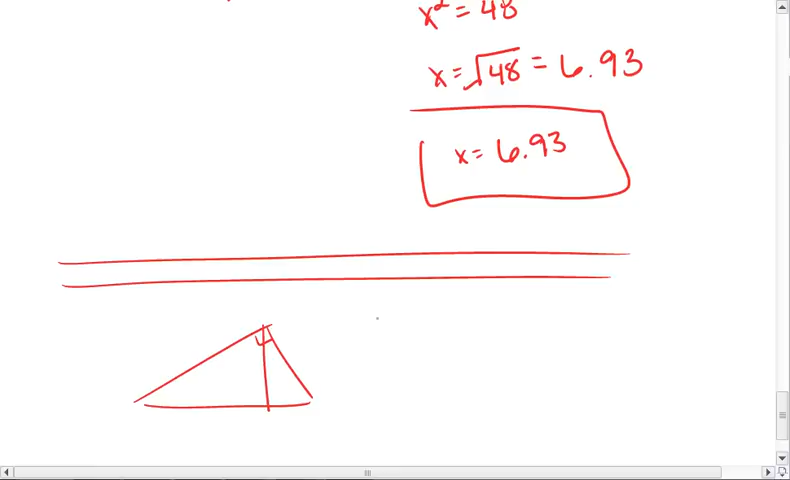 x² = 48
x = √48 = 6.93
x = 6.93